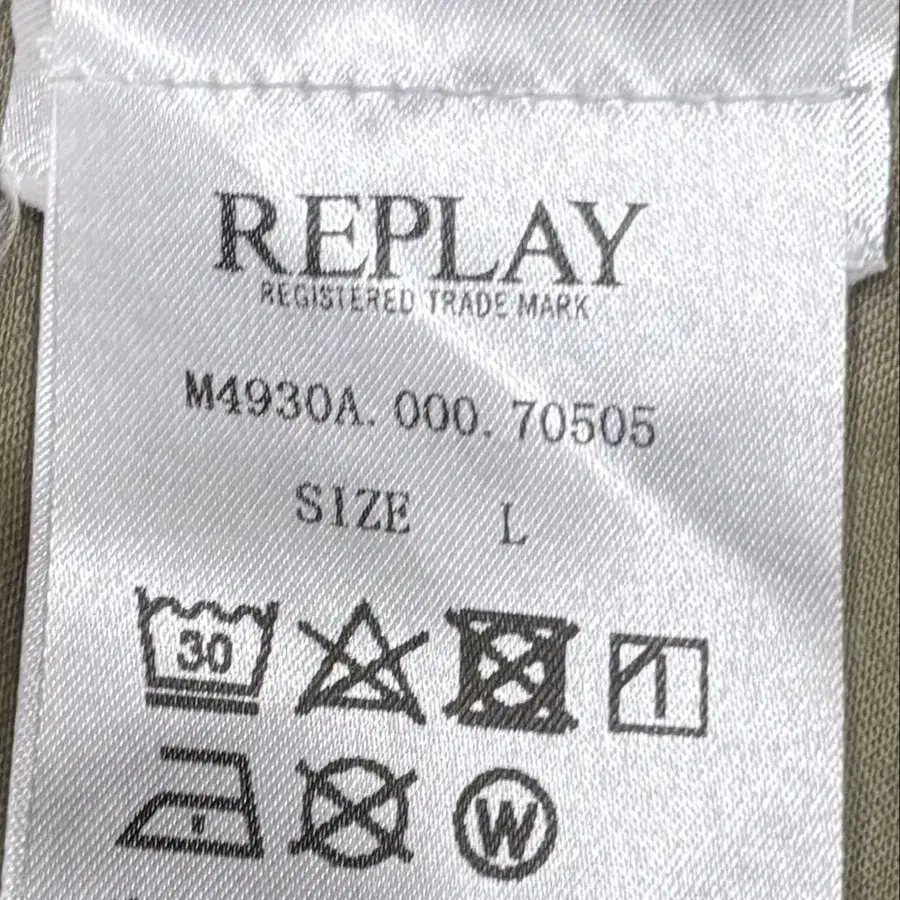 REPLAY
REGISTERED TRADE MARK
M4930A.000.70505
SIZE L
30
W